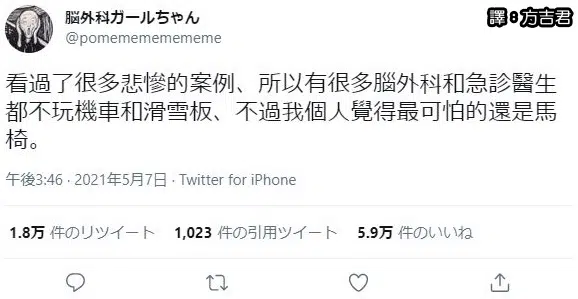 脳外科ガールちゃん
譯:方吉君
@pomemememememe
看過了很多悲慘的案例、所以有很多腦外科和急診醫生
都不玩機車和滑雪板、不過我個人覺得最可怕的還是馬
椅。
午後3:46 · 2021年5月7日 · Twitter for iPhone
1.8万 件のリツイート 1,023 件の引用ツイート 5.9万 件のいいね